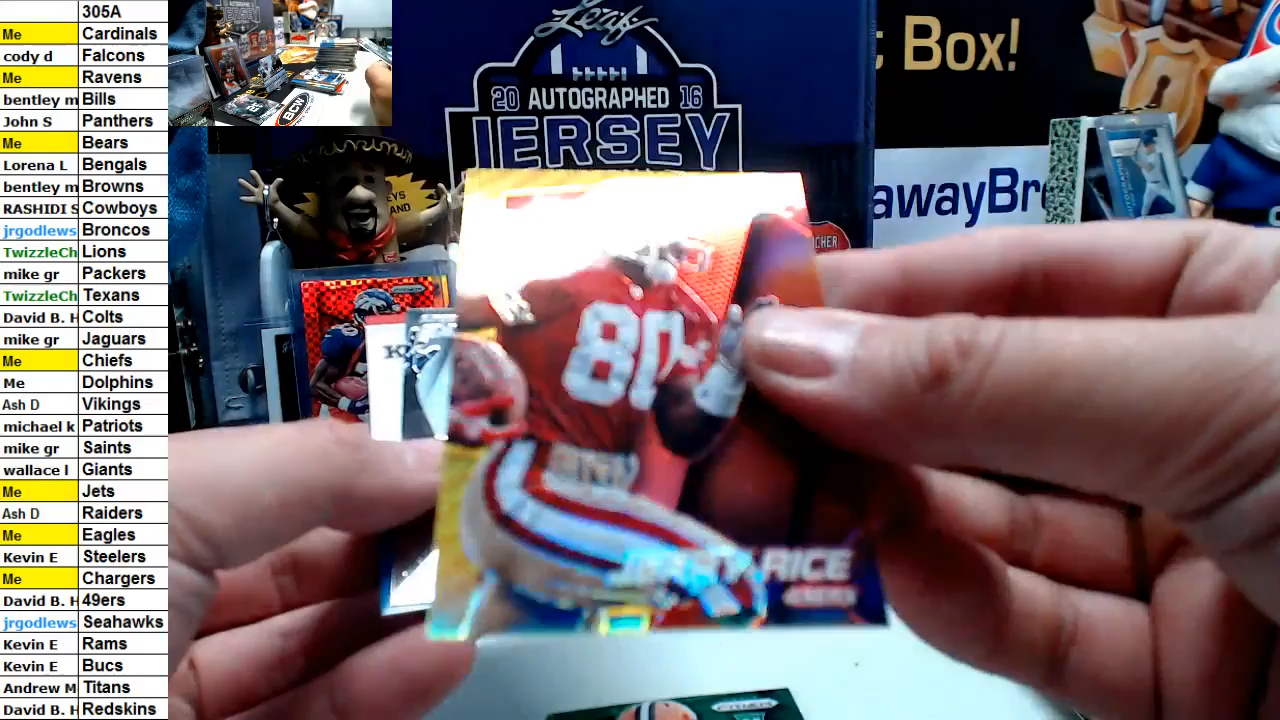 305A
Me Cardinals
cody d Falcons
Me Ravens
bentley m Bills
John S Panthers
Me Bears
Lorena L Bengals
bentley m Browns
RASHIDI S Cowboys
jrgodlews Broncos
TwizzleCh Lions
mike gr Packers
TwizzleCh Texans
David B. H Colts
mike gr Jaguars
Me Chiefs
Me Dolphins
Ash D Vikings
michael k Patriots
mike gr Saints
wallace l Giants
Me Jets
Ash D Raiders
Me Eagles
Kevin E Steelers
Me Chargers
David B. H 49ers
jrgodlews Seahawks
Kevin E Rams
Kevin E Bucs
Andrew M Titans
David B. H Redskins
BCW
Leaf
20 AUTOGRAPHED 16
JERSEY
t Box!
awayBr
80
JERRY RICE
49ERS
PRIZM